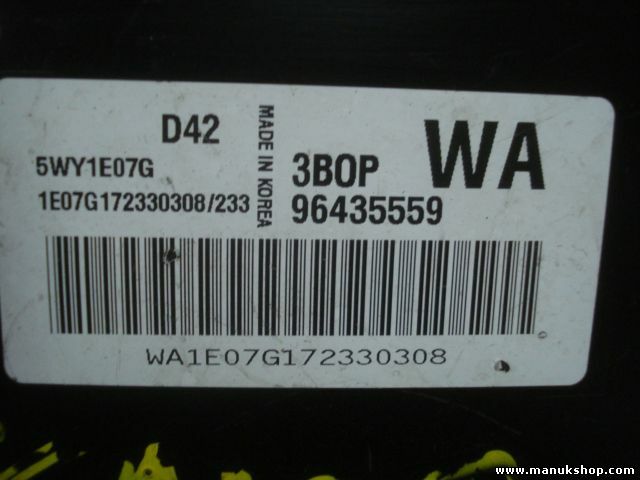 D42
MADE IN KOREA
WA
5WY1E07G
3BOP
1E07G172330308/233
96435559
WA1E07G172330308
www.manukshop.com